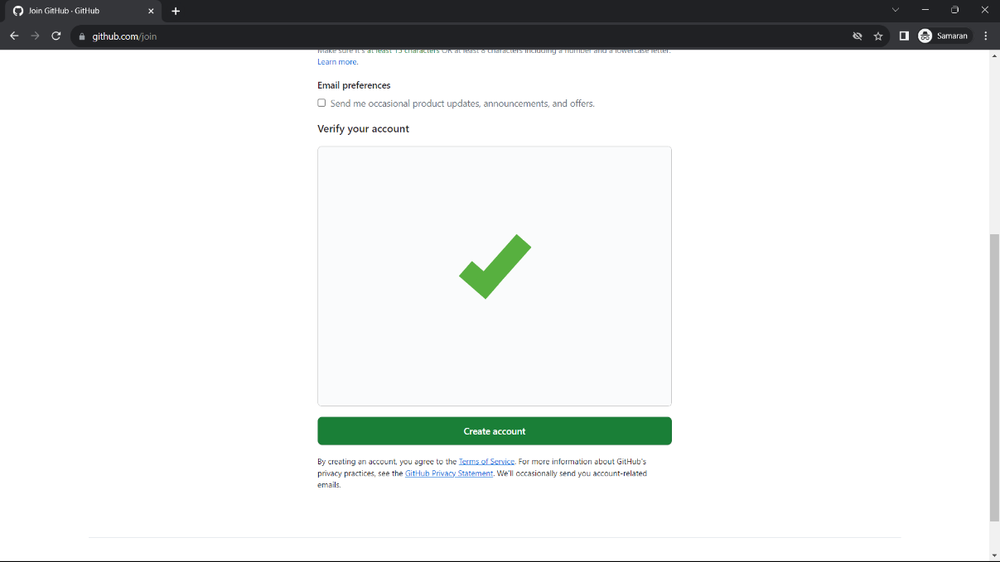 Join GitHub · GitHub
github.com/join
Samaran
Make sure it's at least 15 characters OR at least 8 characters including a number and a lowercase letter.
Learn more.
Email preferences
Send me occasional product updates, announcements, and offers.
Verify your account
Create account
By creating an account, you agree to the Terms of Service. For more information about GitHub's
privacy practices, see the GitHub Privacy Statement. We'll occasionally send you account-related
emails.